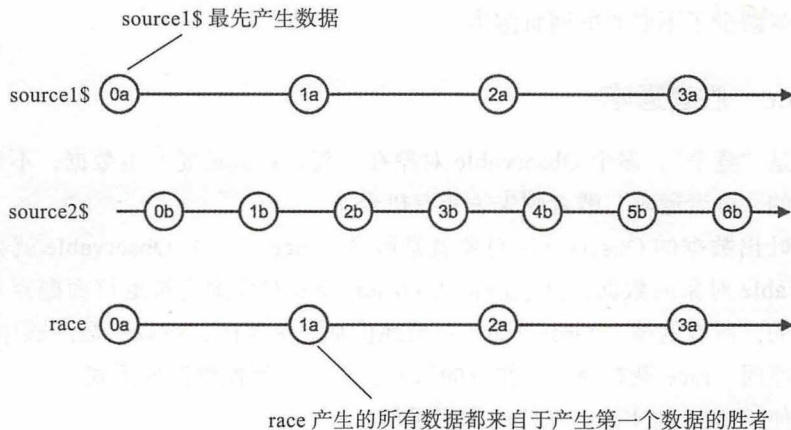 source1$ 最先产生数据
source1$ 0a 1a 2a 3a
source2$ 0b 1b 2b 3b 4b 5b 6b
race 0a 1a 2a 3a
race 产生的所有数据都来自于产生第一个数据的胜者